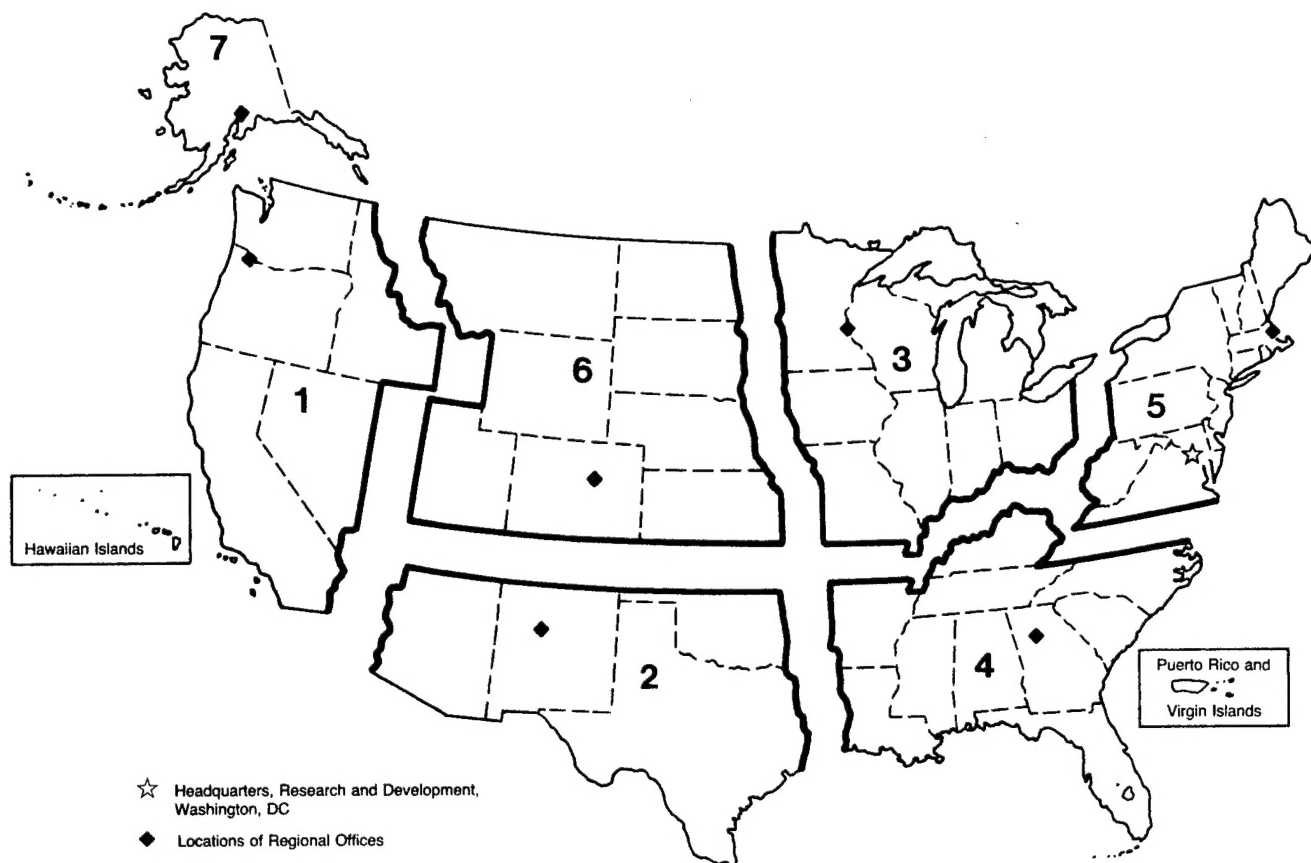 7
6
3
1
5
Hawaiian Islands
4
2
Puerto Rico and
Virgin Islands
Headquarters, Research and Development,
Washington, DC
Locations of Regional Offices